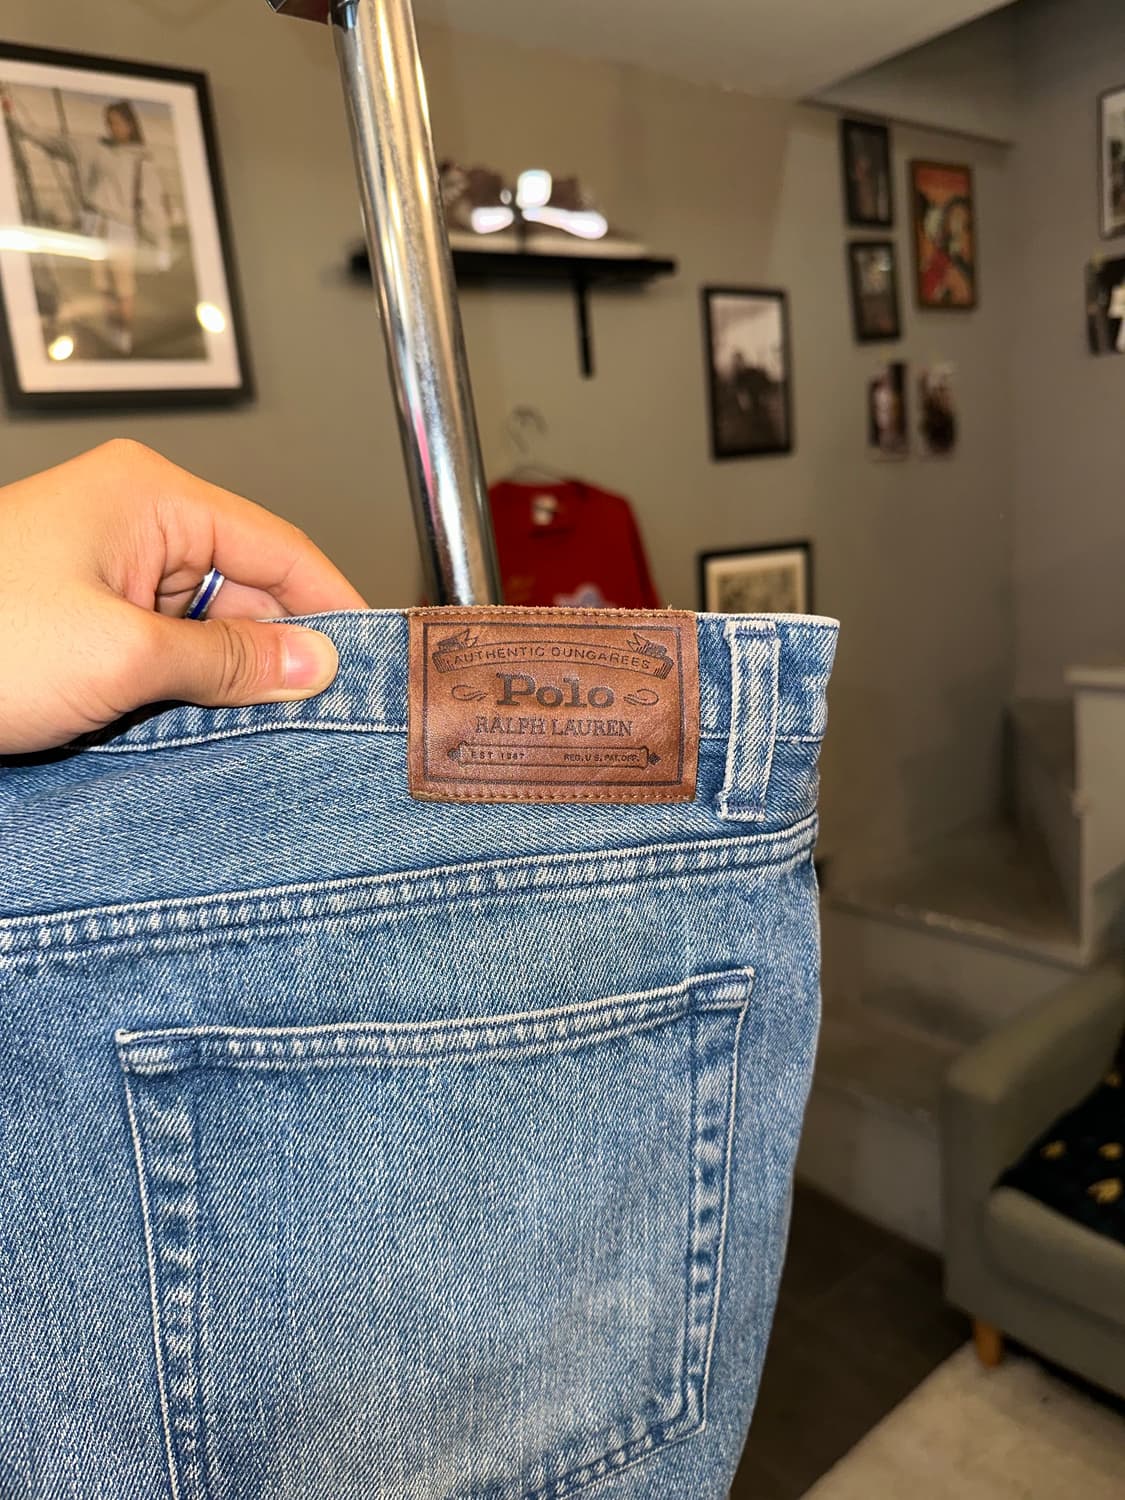 AUTHENTIC DUNGAREES
Polo
RALPH LAUREN
EST 1967 REG. U.S. PAT. OFF.